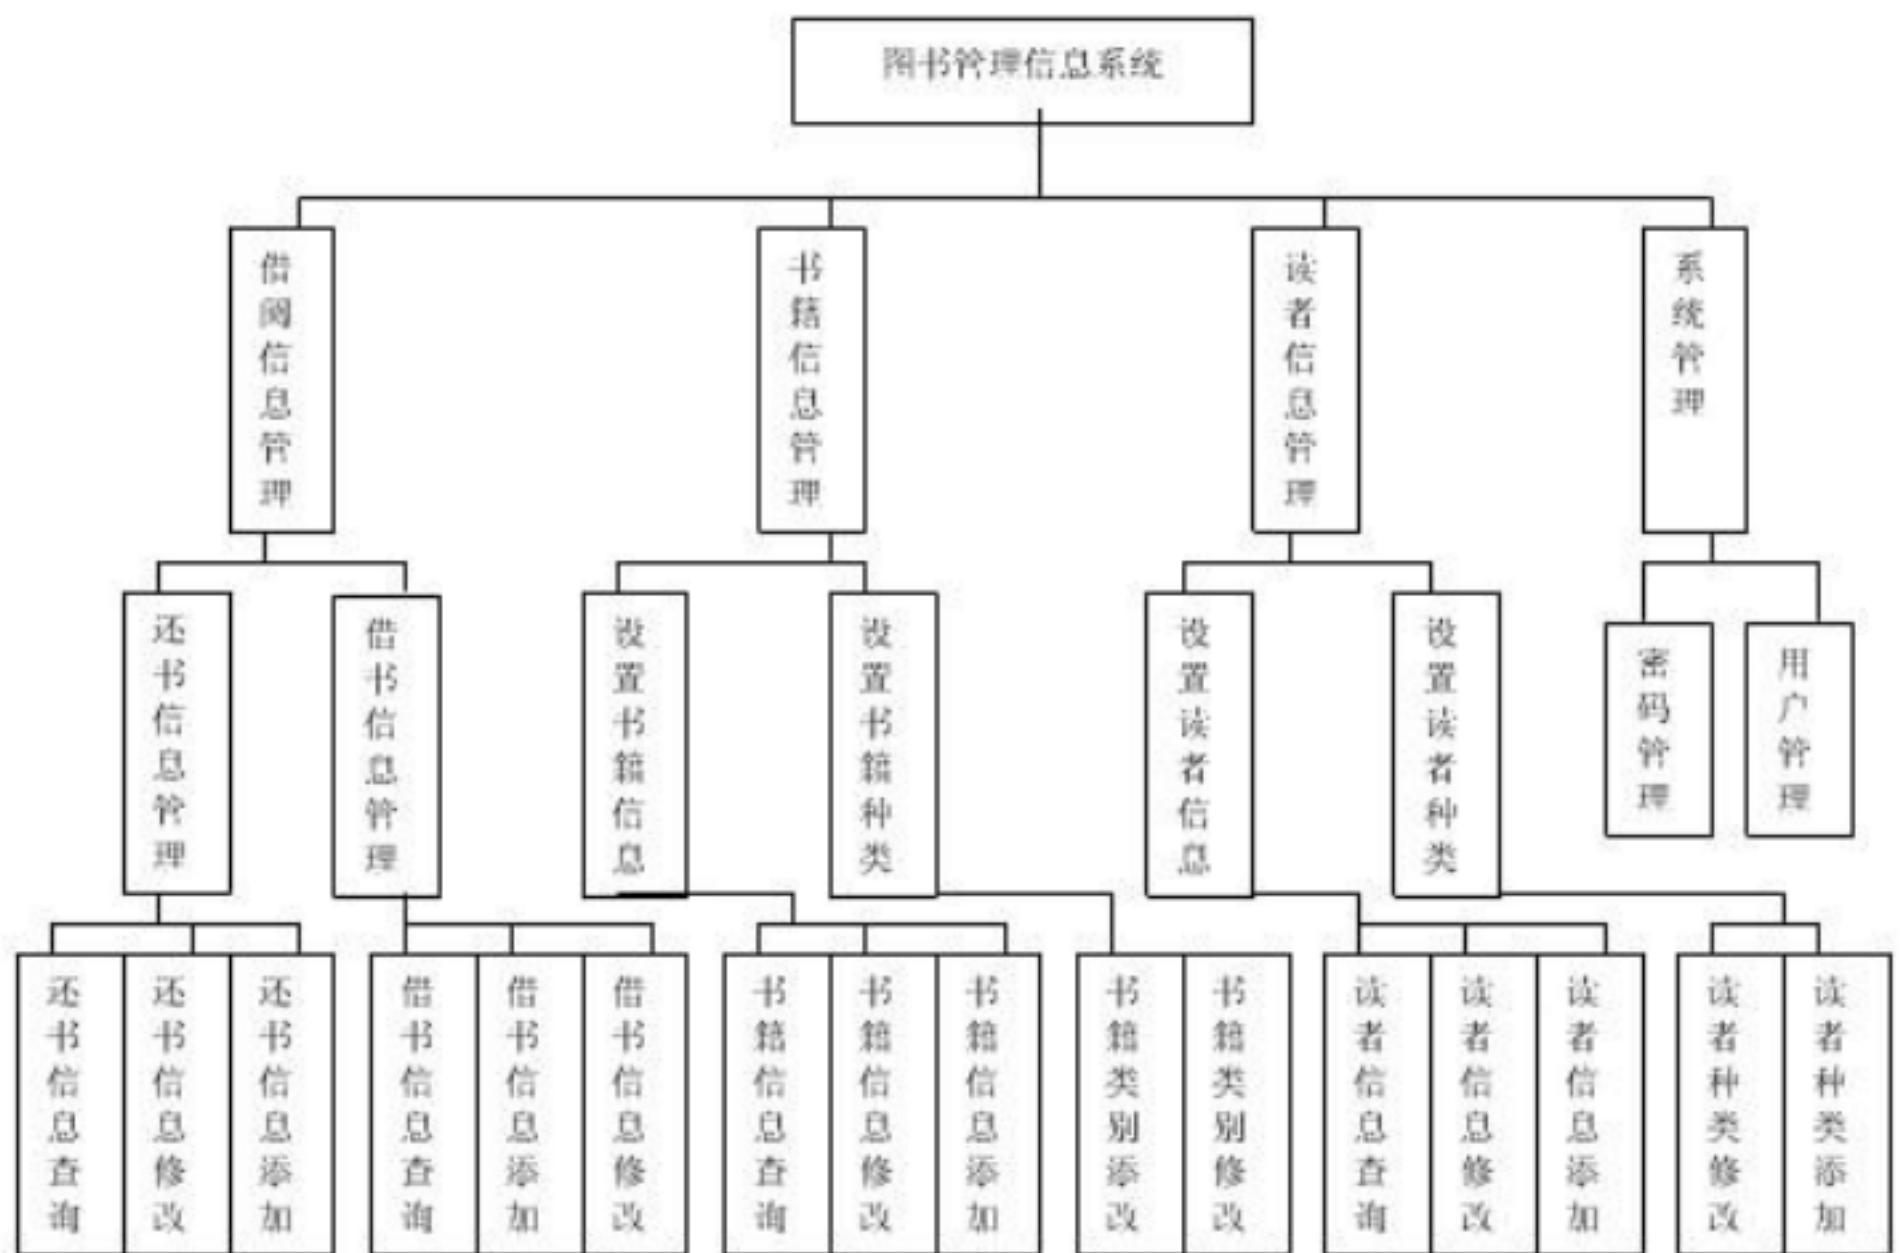 图书管理信息系统
借阅信息管理
书籍信息管理
读者信息管理
系统管理
还书信息管理
借书信息管理
设置书籍信息
设置书籍种类
设置读者信息
设置读者种类
密码管理
用户管理
还书信息查询
还书信息修改
还书信息添加
借书信息查询
借书信息添加
借书信息修改
书籍信息查询
书籍信息修改
书籍信息添加
书籍类别添改
书籍类别修改
读者信息查询
读者信息修改
读者信息添加
读者种类修改
读者种类添加